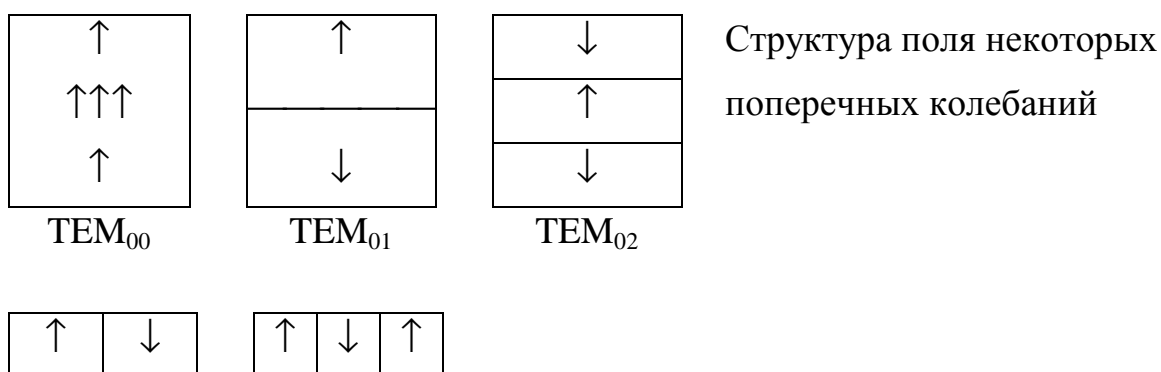 ↑ ↑ ↓ Структура поля некоторых
↑↑↑ ↑ поперечных колебаний
↑ ↓ ↓
TEM₀₀ TEM₀₁ TEM₀₂
↑ ↓ ↑ ↓ ↑